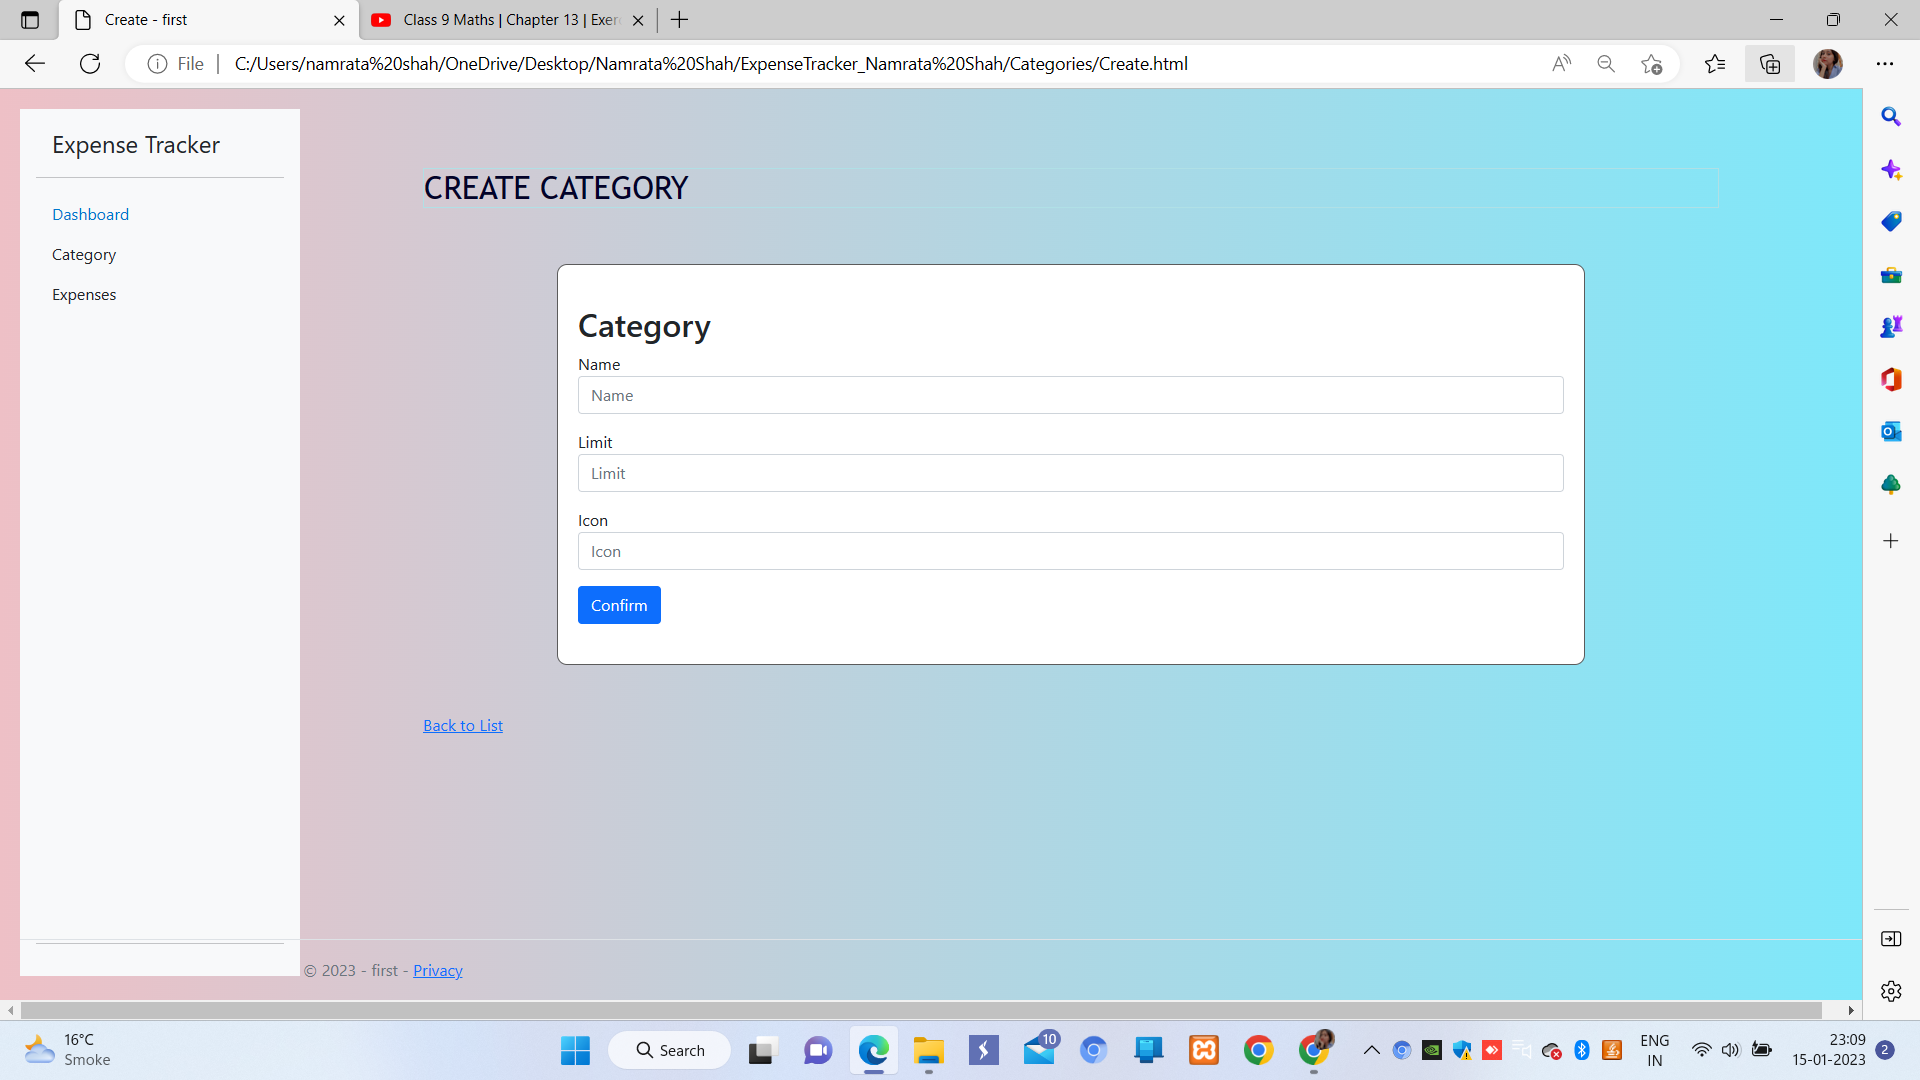 Create - first
Class 9 Maths | Chapter 13 | Exer
File
C:/Users/namrata%20shah/OneDrive/Desktop/Namrata%20Shah/ExpenseTracker_Namrata%20Shah/Categories/Create.html
Expense Tracker
Dashboard
Category
Expenses
CREATE CATEGORY
Category
Name
Name
Limit
Limit
Icon
Icon
Confirm
Back to List
© 2023 - first - Privacy
16°C
Smoke
Search
10
ENG
IN
23:09
15-01-2023
2